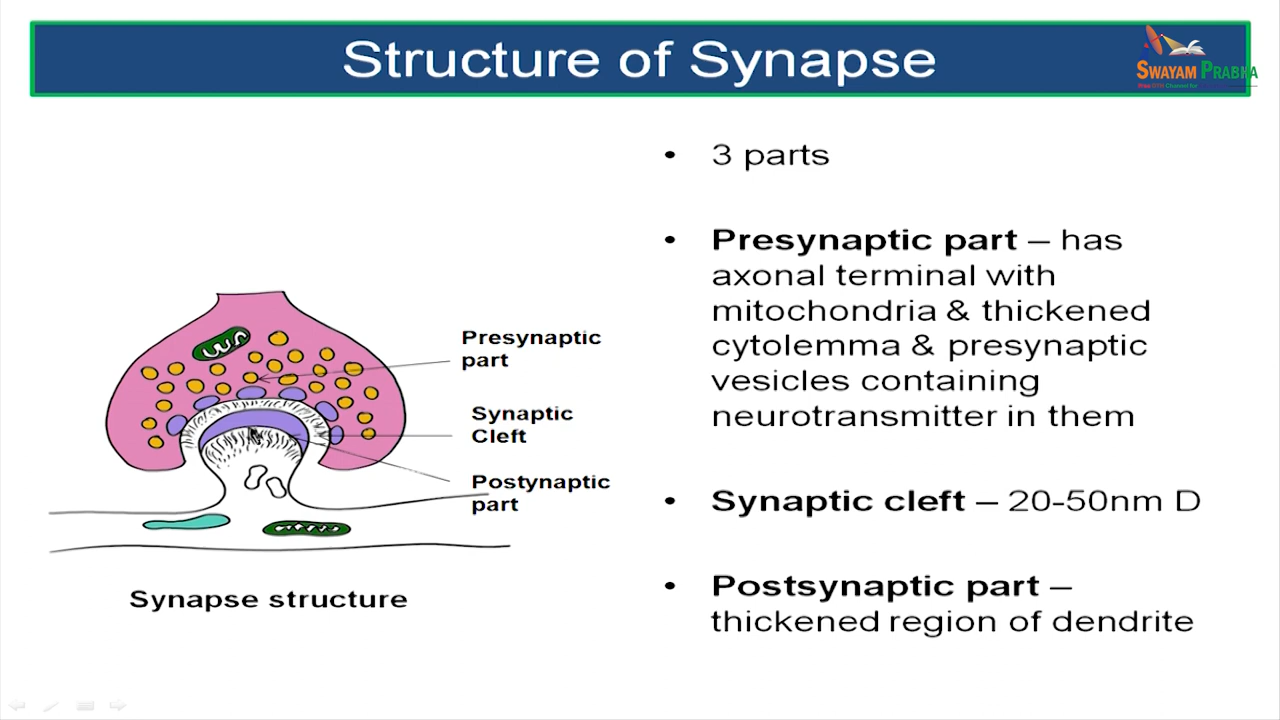 Structure of Synapse
SWAYAM PRABHA
• 3 parts
• Presynaptic part – has
axonal terminal with
mitochondria & thickened
cytolemma & presynaptic
vesicles containing
neurotransmitter in them
• Synaptic cleft – 20-50nm D
• Postsynaptic part –
thickened region of dendrite
Presynaptic
part
Synaptic
Cleft
Postynaptic
part
Synapse structure